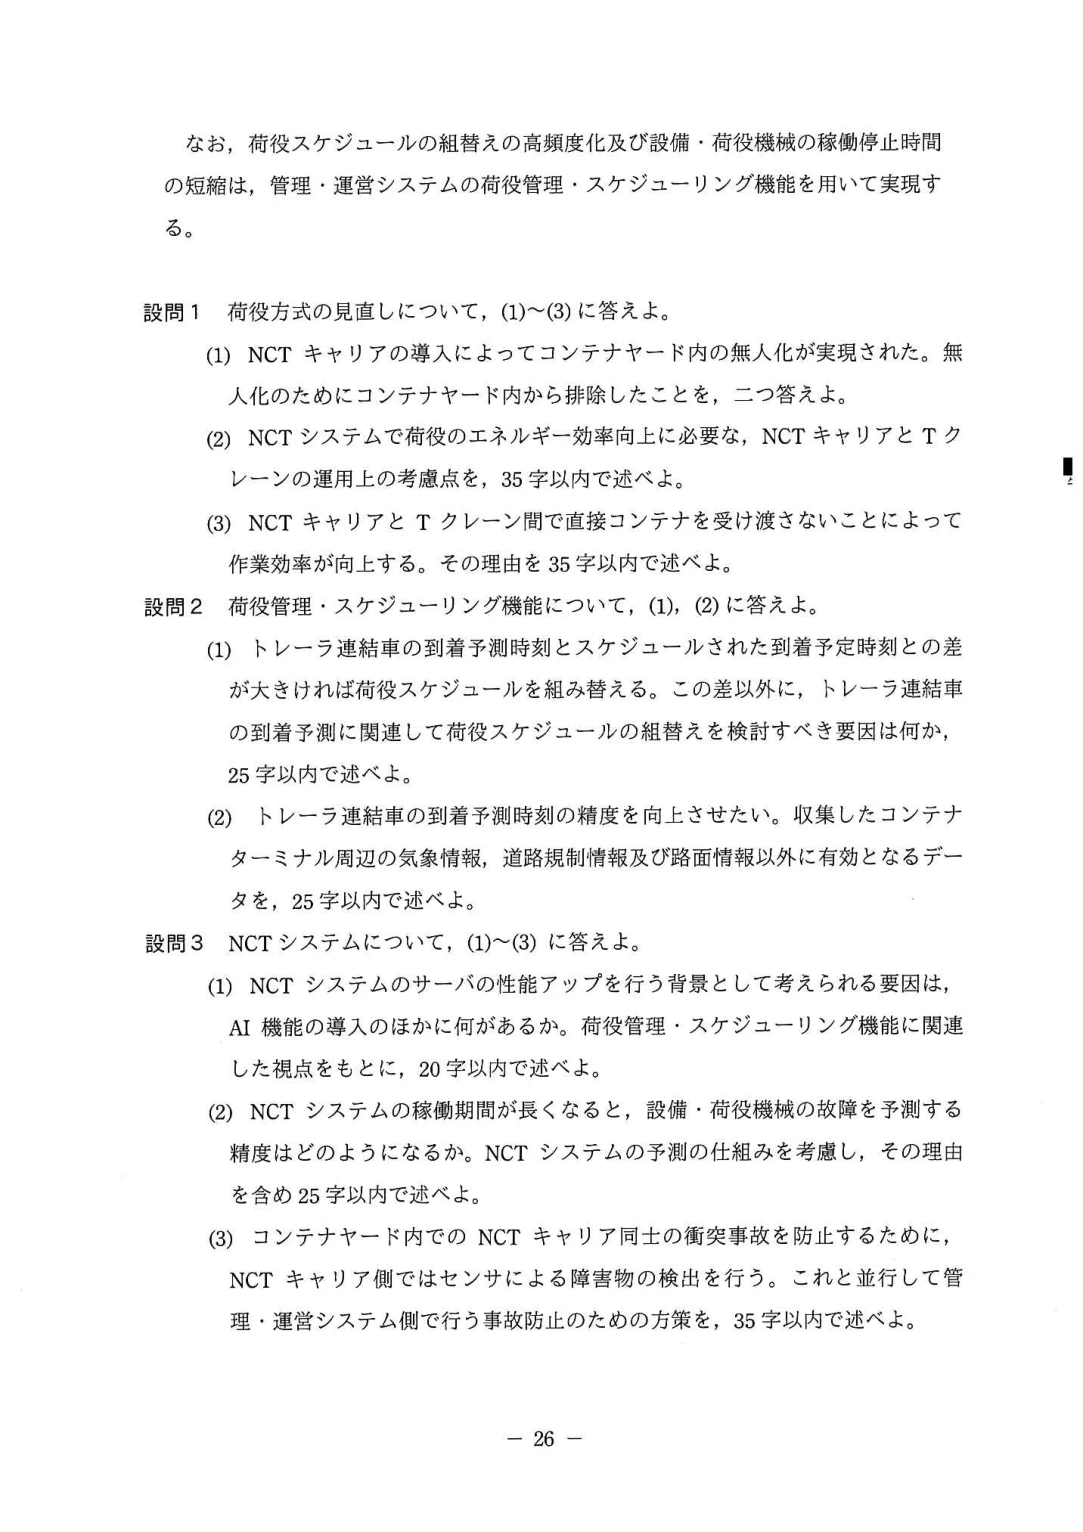 なお，荷役スケジュールの組替えの高頻度化及び設備・荷役機械の稼働停止時間
の短縮は，管理・運営システムの荷役管理・スケジューリング機能を用いて実現す
る。
設問1 荷役方式の見直しについて，(1)～(3) に答えよ。
(1) NCT キャリアの導入によってコンテナヤード内の無人化が実現された。無
人化のためにコンテナヤード内から排除したことを，二つ答えよ。
(2) NCT システムで荷役のエネルギー効率向上に必要な，NCT キャリアと T ク
レーンの運用上の考慮点を，35 字以内で述べよ。
(3) NCT キャリアと T クレーン間で直接コンテナを受け渡さないことによって
作業効率が向上する。その理由を 35 字以内で述べよ。
設問2 荷役管理・スケジューリング機能について，(1)，(2) に答えよ。
(1) トレーラ連結車の到着予測時刻とスケジュールされた到着予定時刻との差
が大きければ荷役スケジュールを組み替える。この差以外に，トレーラ連結車
の到着予測に関連して荷役スケジュールの組替えを検討すべき要因は何か，
25 字以内で述べよ。
(2) トレーラ連結車の到着予測時刻の精度を向上させたい。収集したコンテナ
ターミナル周辺の気象情報，道路規制情報及び路面情報以外に有効となるデー
タを，25 字以内で述べよ。
設問3 NCT システムについて，(1)～(3) に答えよ。
(1) NCT システムのサーバの性能アップを行う背景として考えられる要因は，
AI 機能の導入のほかに何があるか。荷役管理・スケジューリング機能に関連
した視点をもとに，20 字以内で述べよ。
(2) NCT システムの稼働期間が長くなると，設備・荷役機械の故障を予測する
精度はどのようになるか。NCT システムの予測の仕組みを考慮し，その理由
を含め 25 字以内で述べよ。
(3) コンテナヤード内での NCT キャリア同士の衝突事故を防止するために，
NCT キャリア側ではセンサによる障害物の検出を行う。これと並行して管
理・運営システム側で行う事故防止のための方策を，35 字以内で述べよ。
－ 26 －